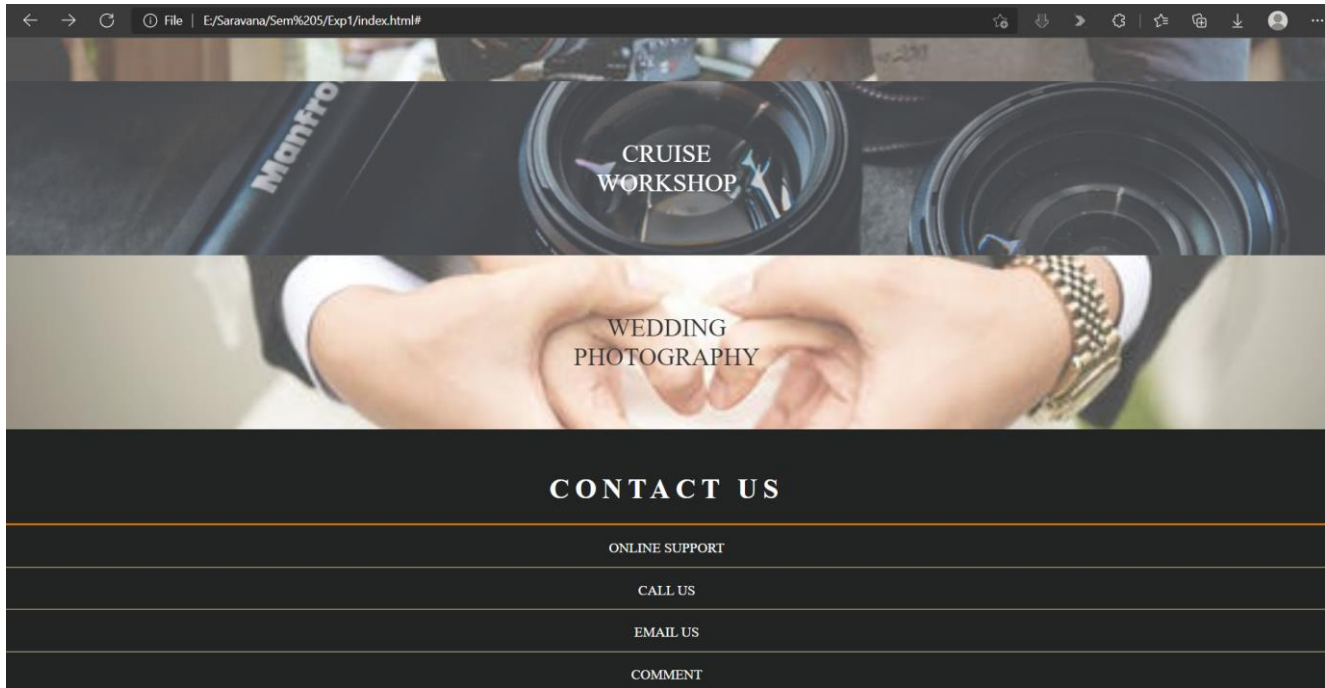 File | E:/Saravana/Sem%205/Exp1/index.html#
Manfro
CRUISE
WORKSHOP
WEDDING
PHOTOGRAPHY
CONTACT US
ONLINE SUPPORT
CALL US
EMAIL US
COMMENT